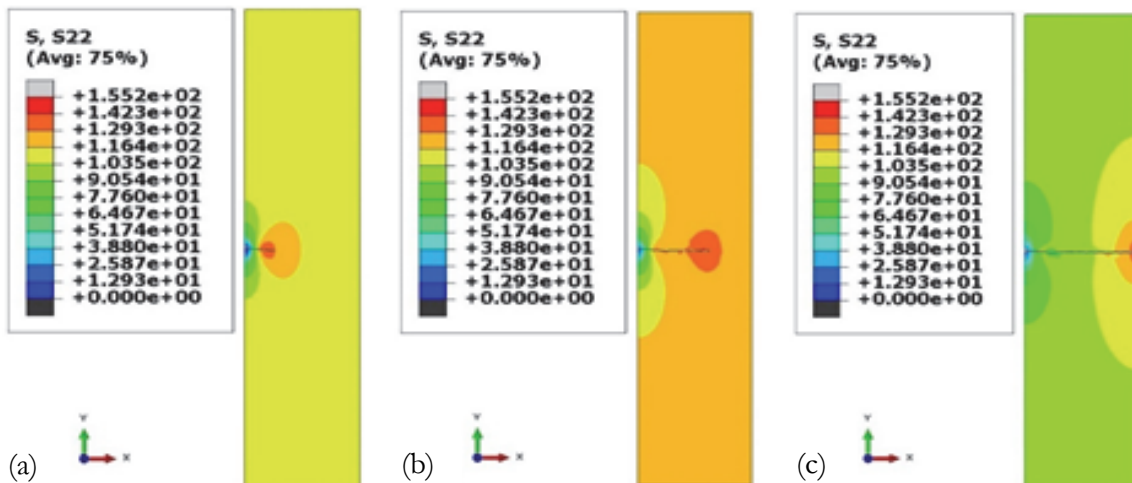 S, S22
(Avg: 75%)
+1.552e+02
+1.423e+02
+1.293e+02
+1.164e+02
+1.035e+02
+9.054e+01
+7.760e+01
+6.467e+01
+5.174e+01
+3.880e+01
+2.587e+01
+1.293e+01
+0.000e+00
Y
X
(a)
S, S22
(Avg: 75%)
+1.552e+02
+1.423e+02
+1.293e+02
+1.164e+02
+1.035e+02
+9.054e+01
+7.760e+01
+6.467e+01
+5.174e+01
+3.880e+01
+2.587e+01
+1.293e+01
+0.000e+00
Y
X
(b)
S, S22
(Avg: 75%)
+1.552e+02
+1.423e+02
+1.293e+02
+1.164e+02
+1.035e+02
+9.054e+01
+7.760e+01
+6.467e+01
+5.174e+01
+3.880e+01
+2.587e+01
+1.293e+01
+0.000e+00
Y
X
(c)